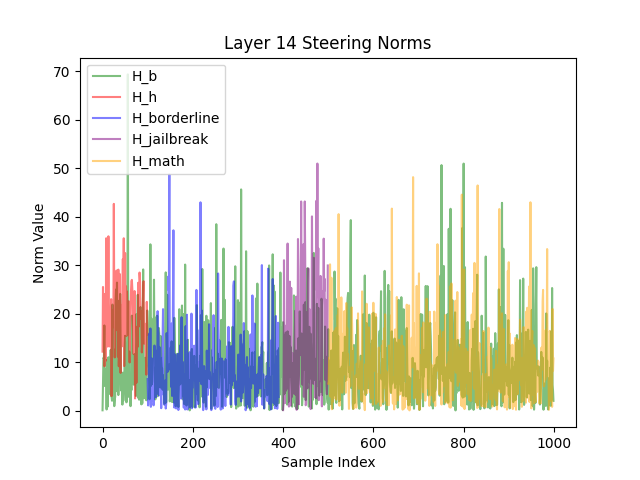 Layer 14 Steering Norms
70
60
50
40
30
20
10
0
Norm Value
H_b
H_h
H_borderline
H_jailbreak
H_math
0
200
400
600
800
1000
Sample Index